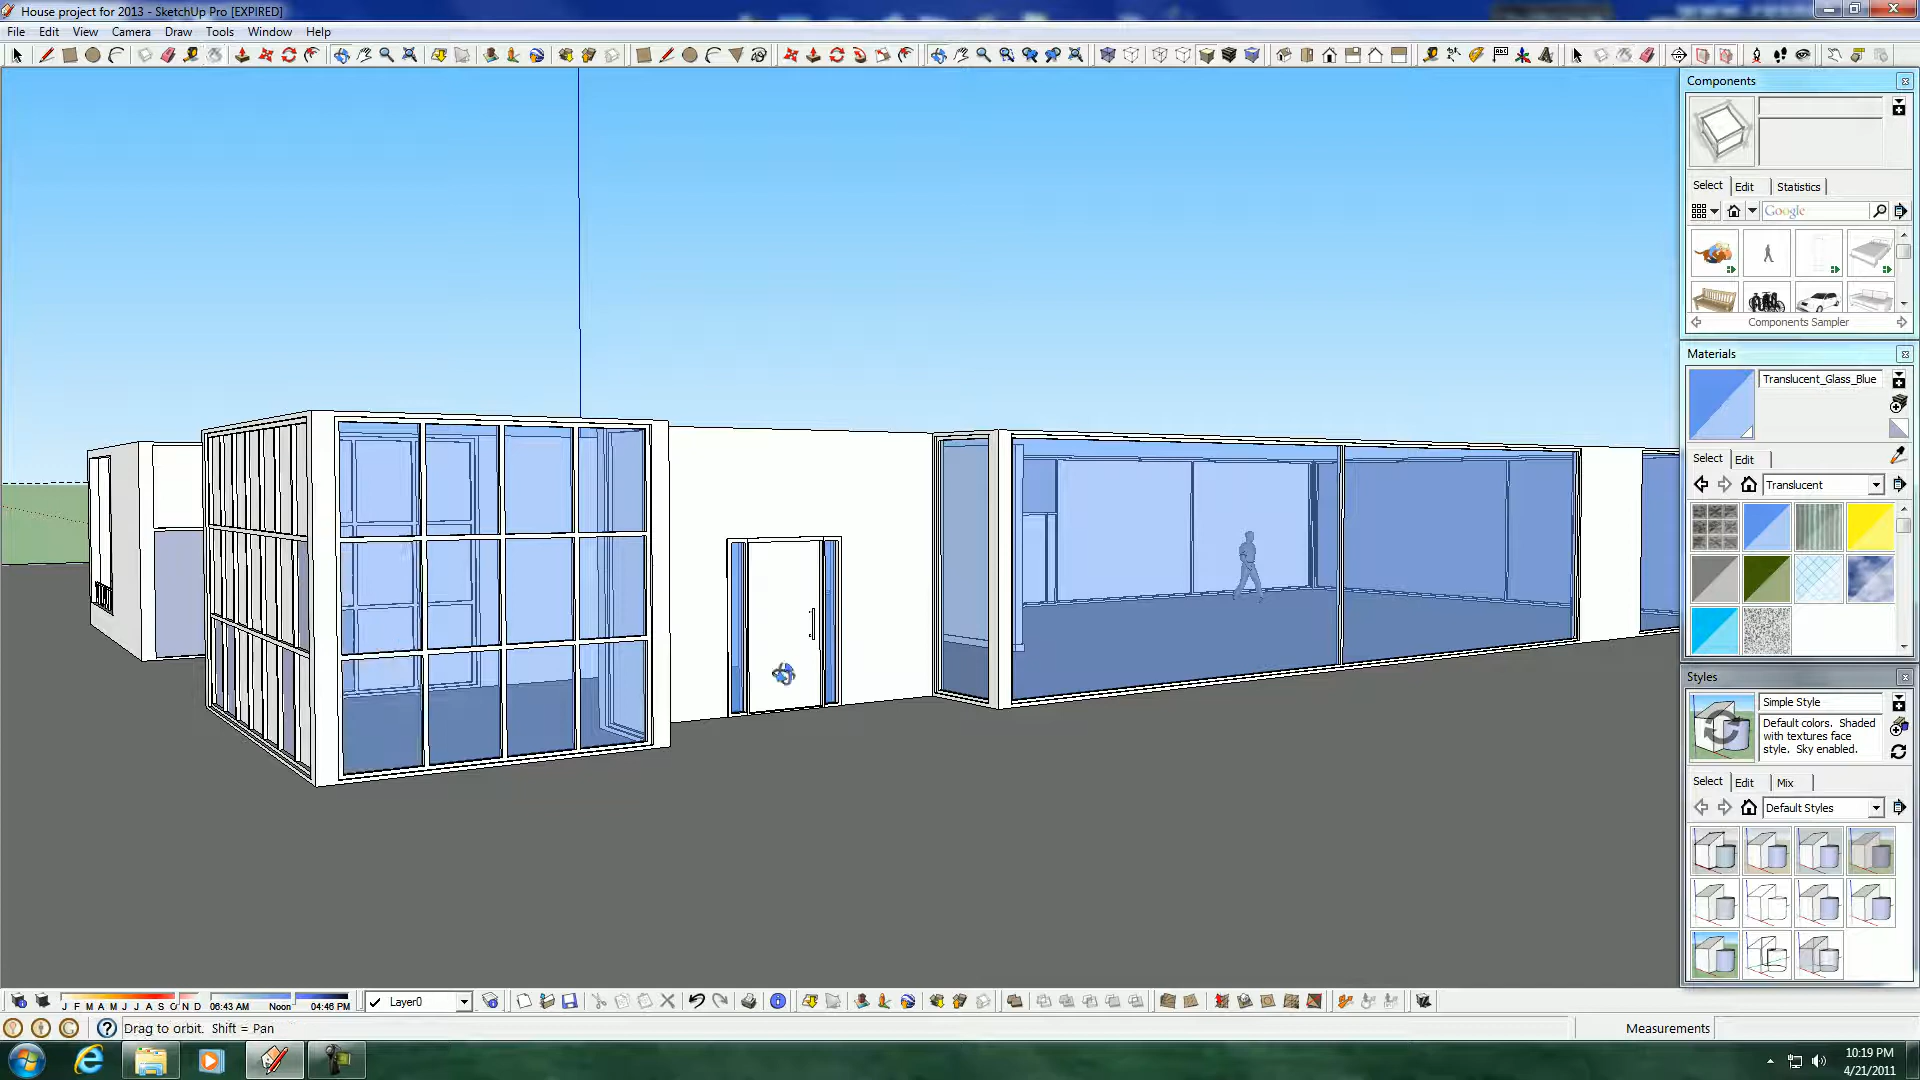 House project for 2013 - SketchUp Pro [EXPIRED]
File Edit View Camera Draw Tools Window Help
Components
Select Edit Statistics
Google
Components Sampler
Materials
Translucent_Glass_Blue
Select Edit
Translucent
Styles
Simple Style
Default colors. Shaded
with textures face
style. Sky enabled.
Select Edit Mix
Default Styles
J F M A M J J A S O N D 06:43 AM Noon 04:46 PM Layer0
Drag to orbit. Shift = Pan
Measurements
10:19 PM
4/21/2011